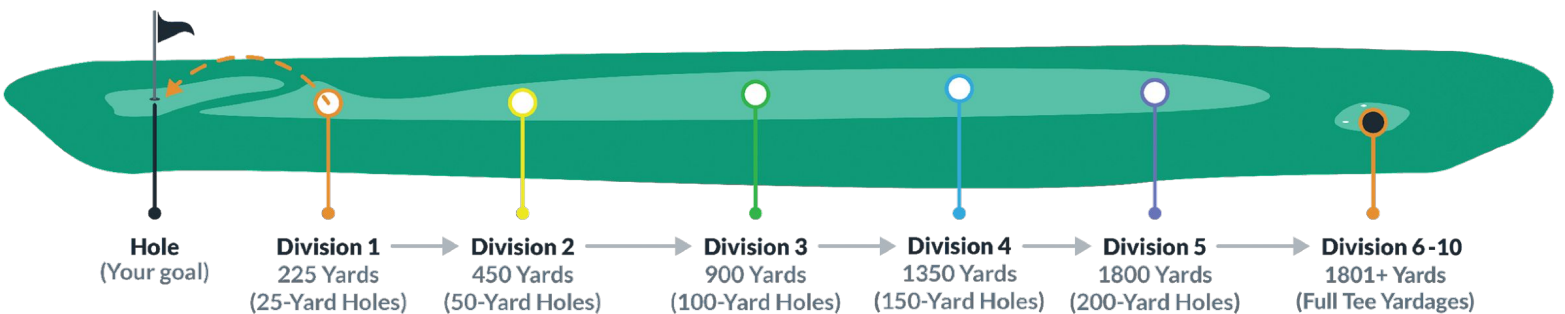 Hole
(Your goal)
Division 1
225 Yards
(25-Yard Holes)
Division 2
450 Yards
(50-Yard Holes)
Division 3
900 Yards
(100-Yard Holes)
Division 4
1350 Yards
(150-Yard Holes)
Division 5
1800 Yards
(200-Yard Holes)
Division 6-10
1801+ Yards
(Full Tee Yardages)